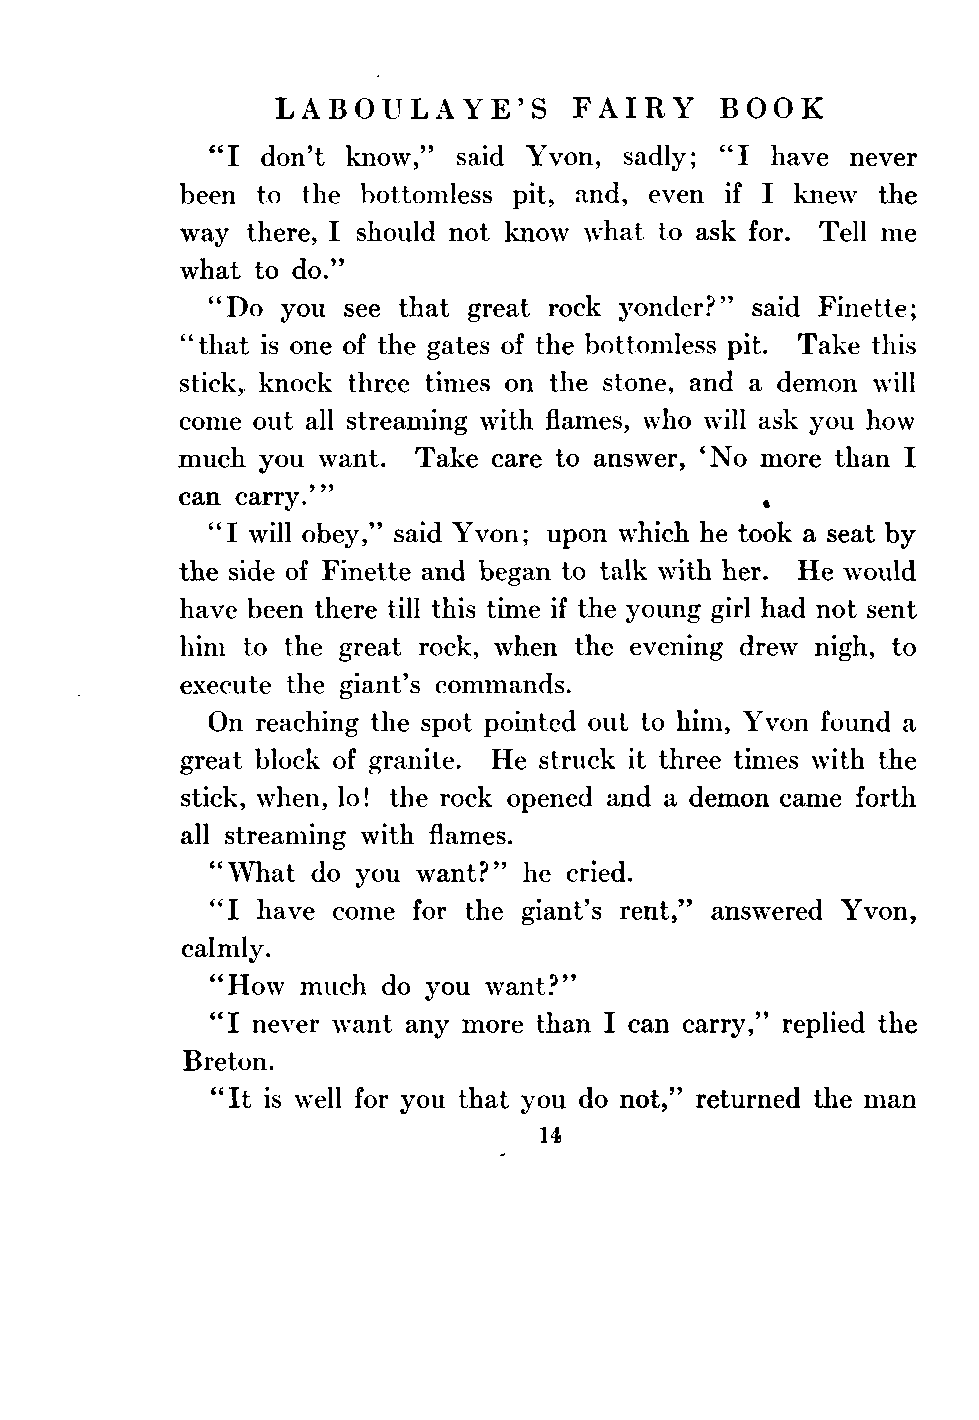 LABOULAYE'S FAIRY BOOK
“I don't know,” said Yvon, sadly; “I have never
been to the bottomless pit, and, even if I knew the
way there, I should not know what to ask for. Tell me
what to do.”
“Do you see that great rock yonder?” said Finette;
“that is one of the gates of the bottomless pit. Take this
stick, knock three times on the stone, and a demon will
come out all streaming with flames, who will ask you how
much you want. Take care to answer, ‘No more than I
can carry.’”
“I will obey,” said Yvon; upon which he took a seat by
the side of Finette and began to talk with her. He would
have been there till this time if the young girl had not sent
him to the great rock, when the evening drew nigh, to
execute the giant's commands.
On reaching the spot pointed out to him, Yvon found a
great block of granite. He struck it three times with the
stick, when, lo! the rock opened and a demon came forth
all streaming with flames.
“What do you want?” he cried.
“I have come for the giant's rent,” answered Yvon,
calmly.
“How much do you want?”
“I never want any more than I can carry,” replied the
Breton.
“It is well for you that you do not,” returned the man
14